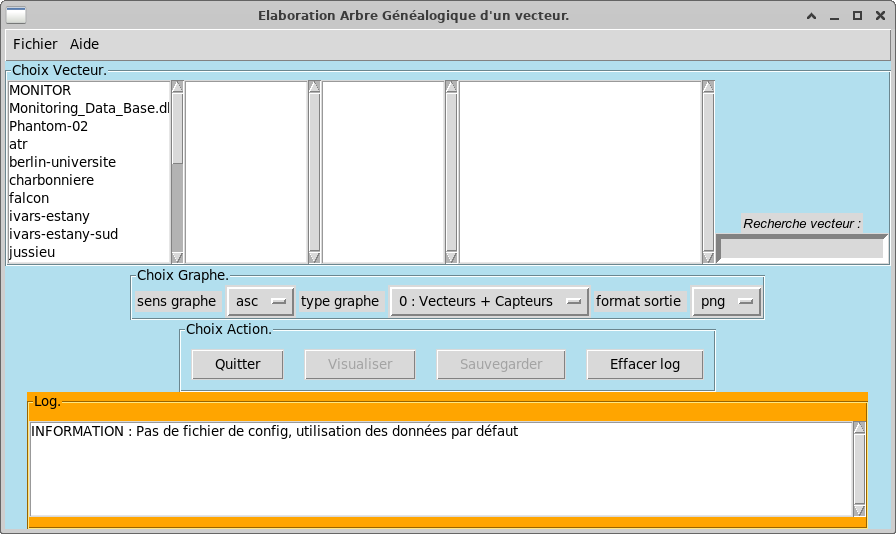 Elaboration Arbre Généalogique d'un vecteur.
Fichier Aide
Choix Vecteur.
MONITOR
Monitoring_Data_Base.d
Phantom-02
atr
berlin-universite
charbonniere
falcon
ivars-estany
ivars-estany-sud
jussieu
Recherche vecteur :
Choix Graphe.
sens graphe asc type graphe 0 : Vecteurs + Capteurs format sortie png
Choix Action.
Quitter Visualiser Sauvegarder Effacer log
Log.
INFORMATION : Pas de fichier de config, utilisation des données par défaut